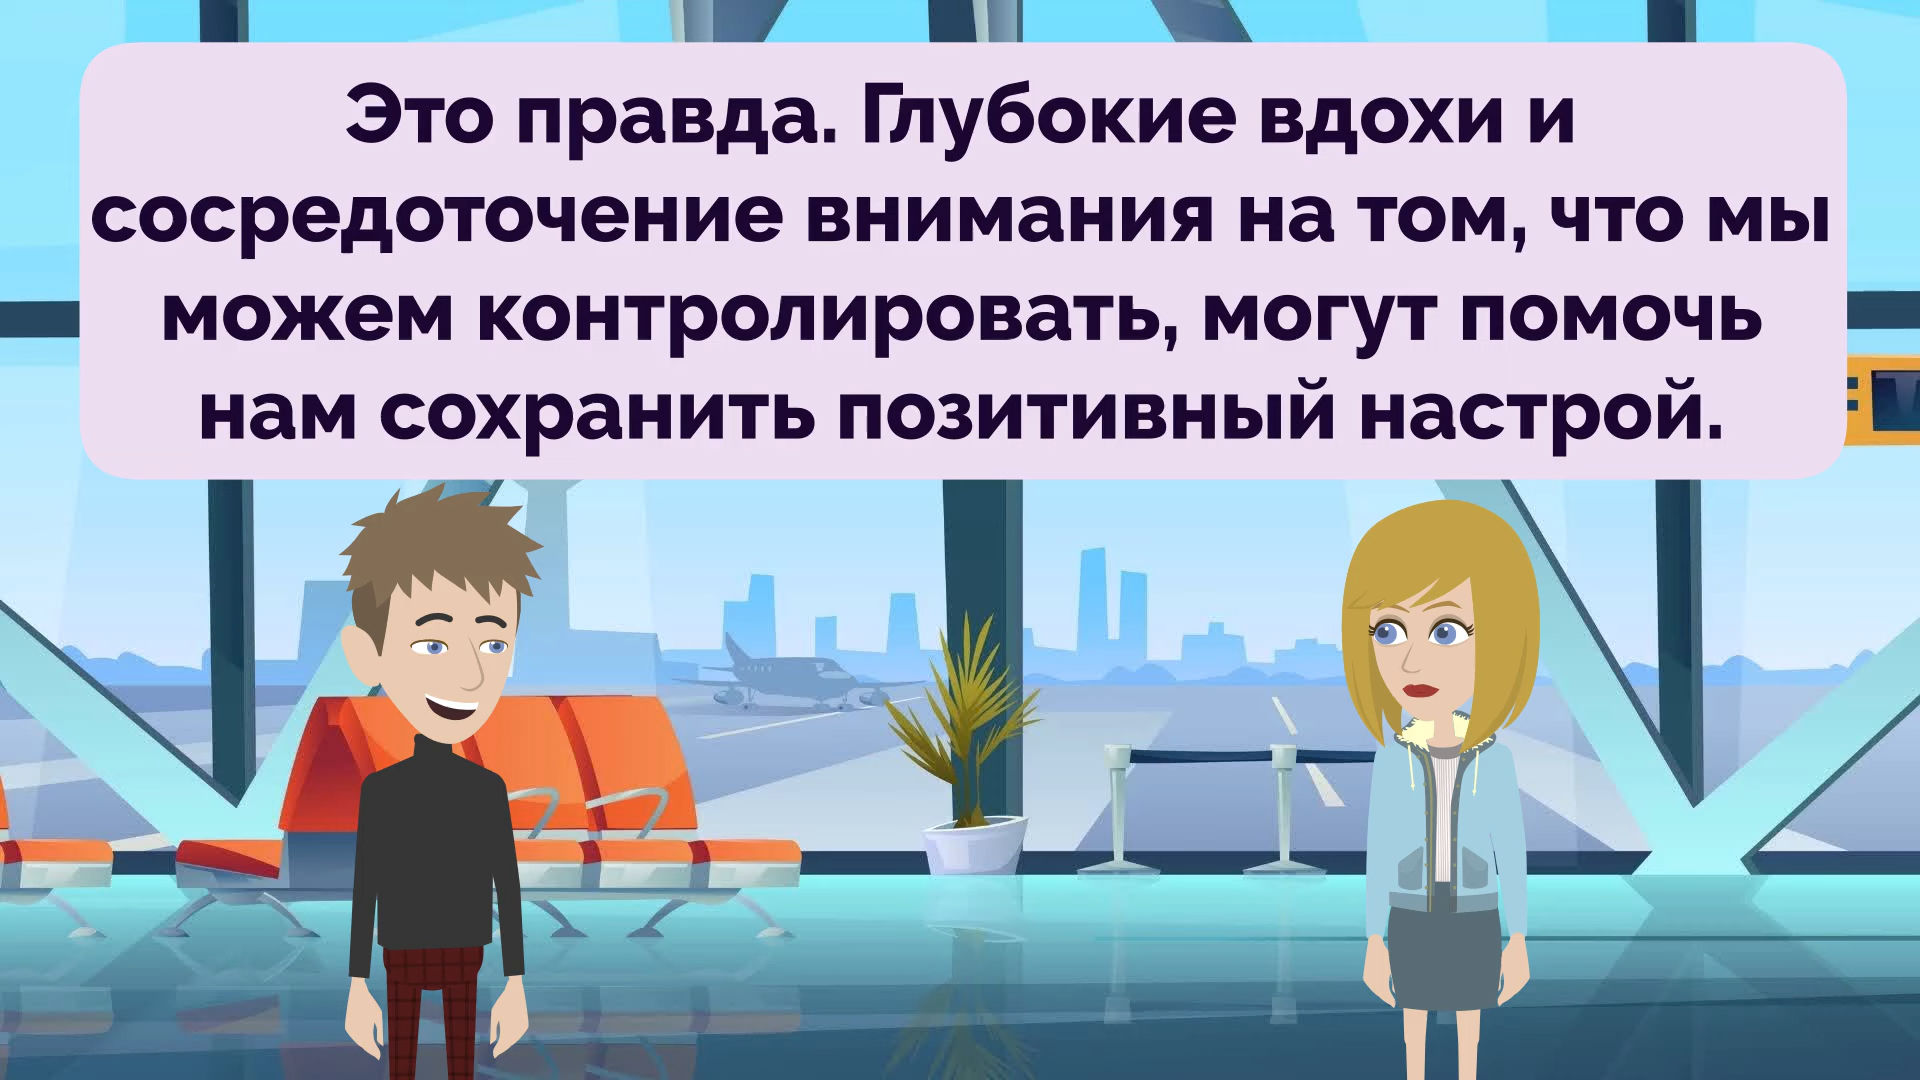 Это правда. Глубокие вдохи и
сосредоточение внимания на том, что мы
можем контролировать, могут помочь
нам сохранить позитивный настрой.